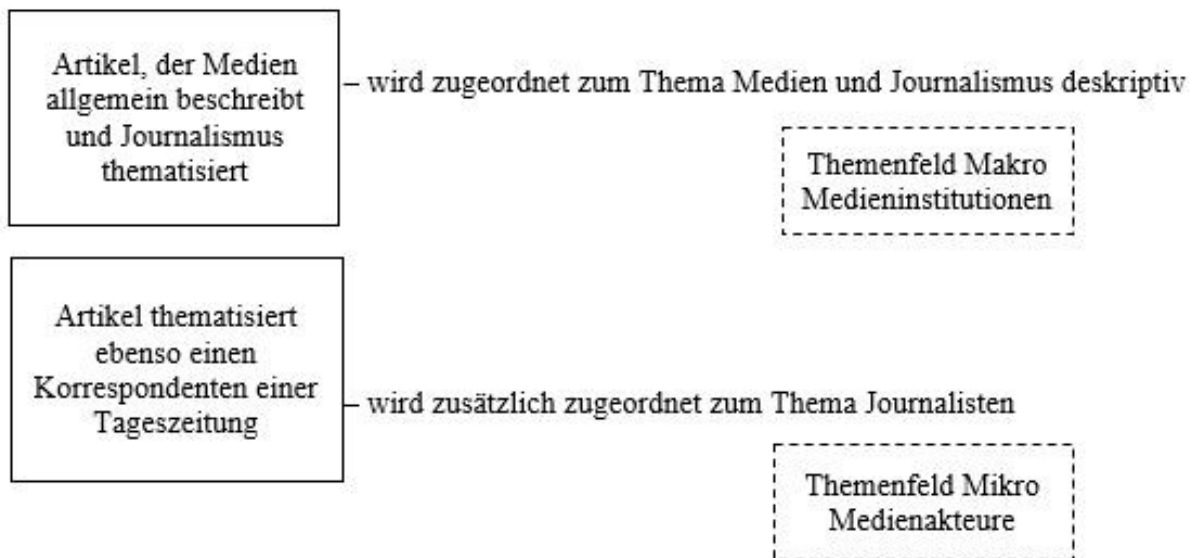 Artikel, der Medien
allgemein beschreibt
und Journalismus
thematisiert
– wird zugeordnet zum Thema Medien und Journalismus deskriptiv
Themenfeld Makro
Medieninstitutionen
Artikel thematisiert
ebenso einen
Korrespondenten einer
Tageszeitung
– wird zusätzlich zugeordnet zum Thema Journalisten
Themenfeld Mikro
Medienakteure